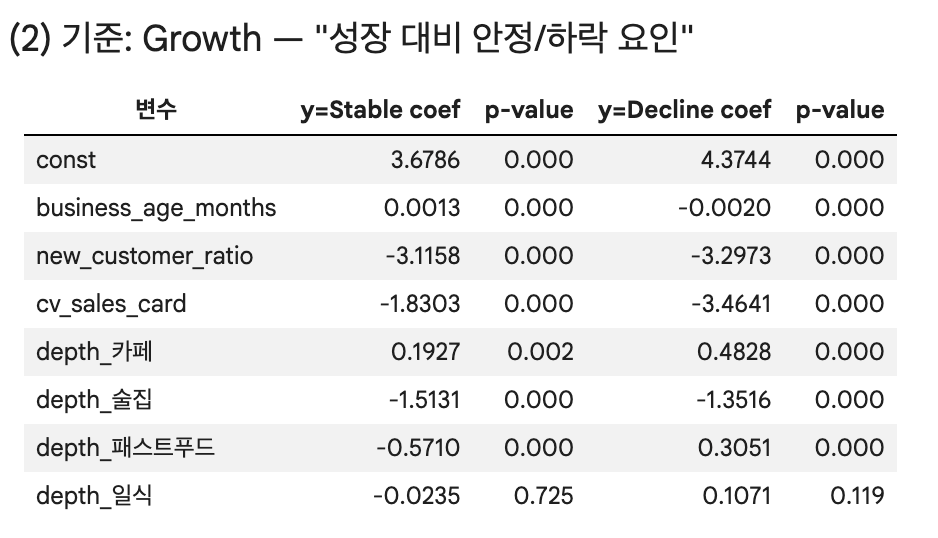 (2) 기준: Growth — "성장 대비 안정/하락 요인"
변수 y=Stable coef p-value y=Decline coef p-value
const 3.6786 0.000 4.3744 0.000
business_age_months 0.0013 0.000 -0.0020 0.000
new_customer_ratio -3.1158 0.000 -3.2973 0.000
cv_sales_card -1.8303 0.000 -3.4641 0.000
depth_카페 0.1927 0.002 0.4828 0.000
depth_술집 -1.5131 0.000 -1.3516 0.000
depth_패스트푸드 -0.5710 0.000 0.3051 0.000
depth_일식 -0.0235 0.725 0.1071 0.119